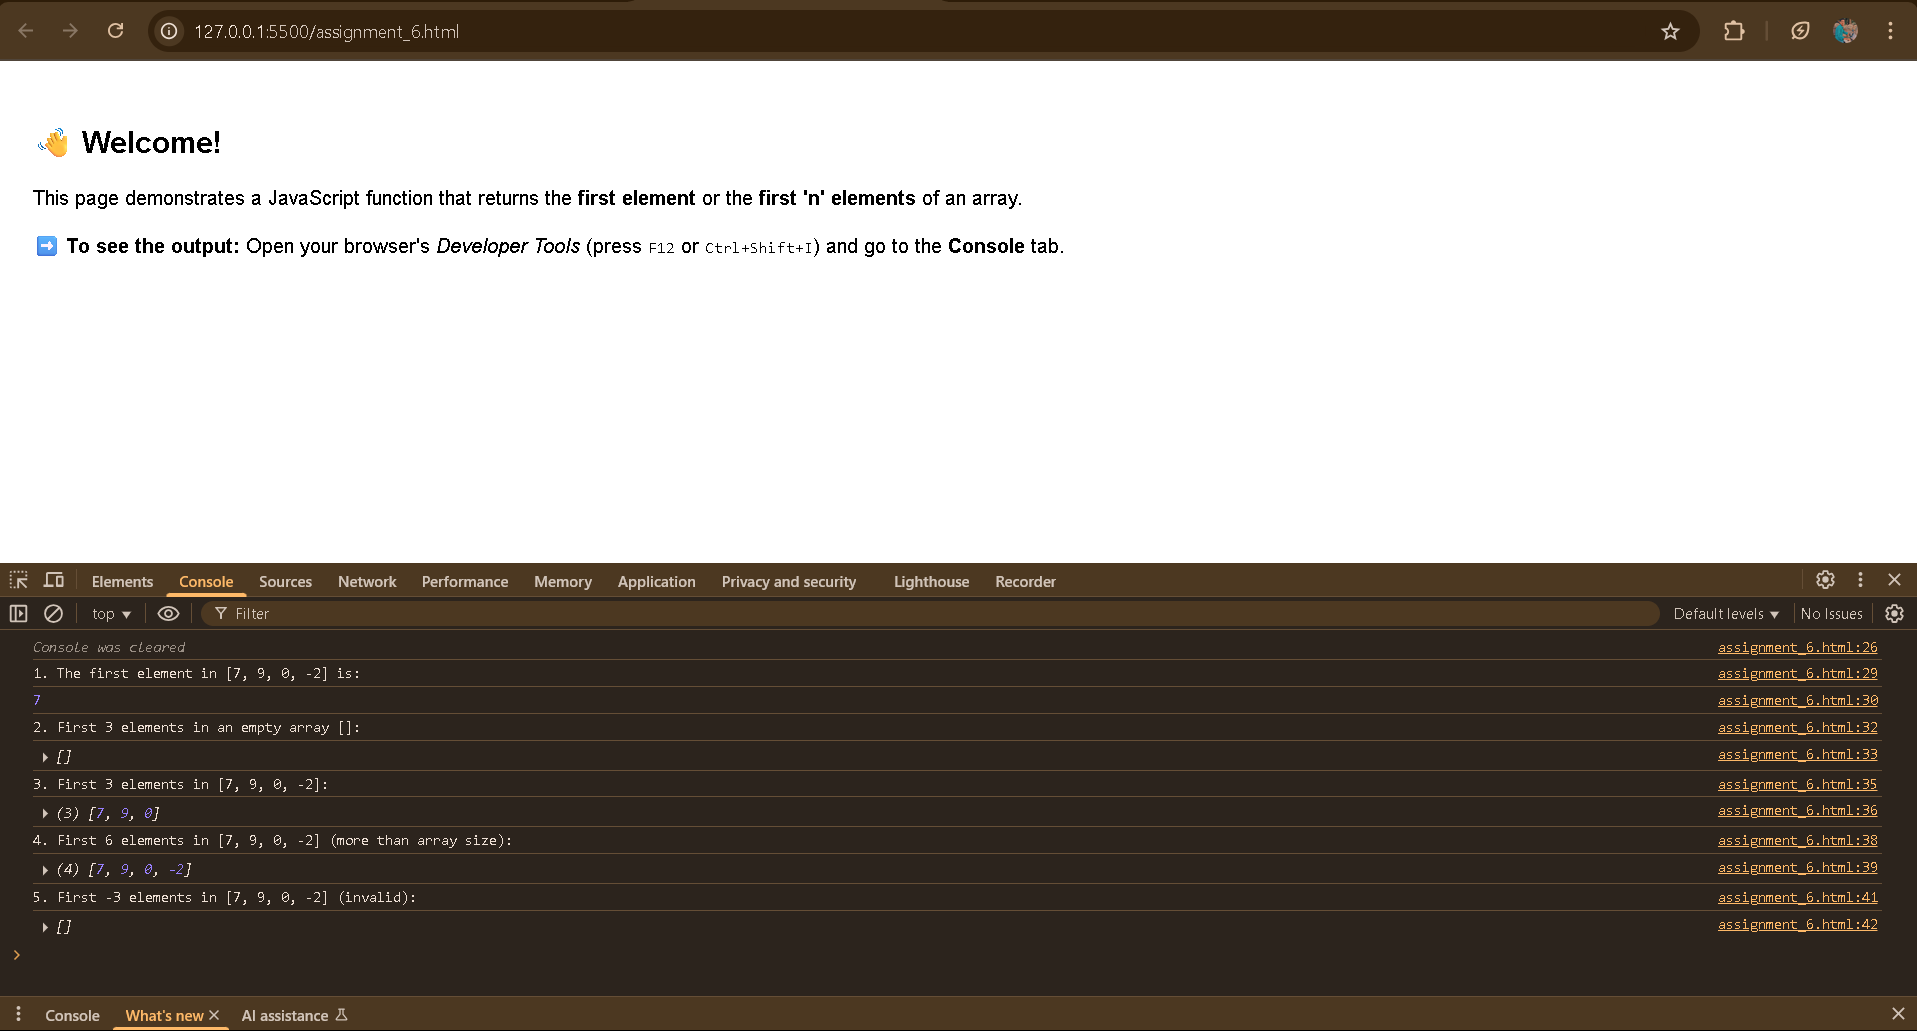 127.0.0.1:5500/assignment_6.html
👋 Welcome!
This page demonstrates a JavaScript function that returns the first element or the first 'n' elements of an array.
➡️ To see the output: Open your browser's Developer Tools (press F12 or Ctrl+Shift+I) and go to the Console tab.
Elements Console Sources Network Performance Memory Application Privacy and security Lighthouse Recorder
top Filter Default levels No Issues
Console was cleared assignment_6.html:26
1. The first element in [7, 9, 0, -2] is: assignment_6.html:29
7 assignment_6.html:30
2. First 3 elements in an empty array []: assignment_6.html:32
[] assignment_6.html:33
3. First 3 elements in [7, 9, 0, -2]: assignment_6.html:35
(3) [7, 9, 0] assignment_6.html:36
4. First 6 elements in [7, 9, 0, -2] (more than array size): assignment_6.html:38
(4) [7, 9, 0, -2] assignment_6.html:39
5. First -3 elements in [7, 9, 0, -2] (invalid): assignment_6.html:41
[] assignment_6.html:42
Console What's new AI assistance